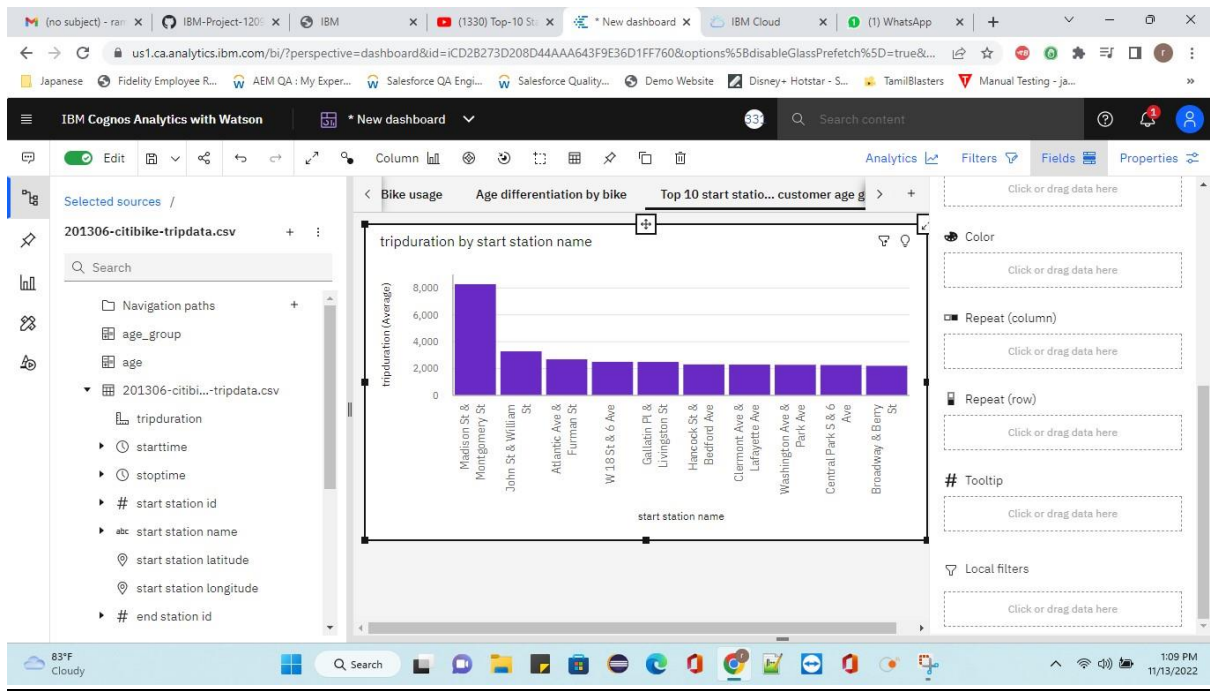 (no subject) - ran
IBM-Project-1209
IBM
(1330) Top-10 St
* New dashboard
IBM Cloud
(1) WhatsApp
us1.ca.analytics.ibm.com/bi/?perspective=dashboard&id=iCD2B273D208D44AAA643F9E36D1FF760&options%5BdisableGlassPrefetch%5D=true&...
Japanese
Fidelity Employee R...
AEM QA : My Exper...
Salesforce QA Engi...
Salesforce Quality...
Demo Website
Disney+ Hotstar - S...
TamilBlasters
Manual Testing - ja...
IBM Cognos Analytics with Watson
* New dashboard
Search content
1
Edit
Column
Analytics
Filters
Fields
Properties
Selected sources /
201306-citibike-tripdata.csv
Search
Navigation paths
age_group
age
201306-citibi...-tripdata.csv
tripduration
starttime
stoptime
# start station id
abc start station name
start station latitude
start station longitude
# end station id
Bike usage
Age differentiation by bike
Top 10 start statio... customer age g
tripduration by start station name
tripduration (Average)
8,000
6,000
4,000
2,000
0
Madison St &
Montgomery St
John St & William
St
Atlantic Ave &
Furman St
W 18 St & 6 Ave
Gallatin Pl &
Livingston St
Hancock St &
Bedford Ave
Clermont Ave &
Lafayette Ave
Washington Ave &
Park Ave
Central Park S & 6
Ave
Broadway & Berry
St
start station name
Click or drag data here
Color
Click or drag data here
Repeat (column)
Click or drag data here
Repeat (row)
Click or drag data here
# Tooltip
Click or drag data here
Local filters
Click or drag data here
83°F
Cloudy
Search
1:09 PM
11/13/2022